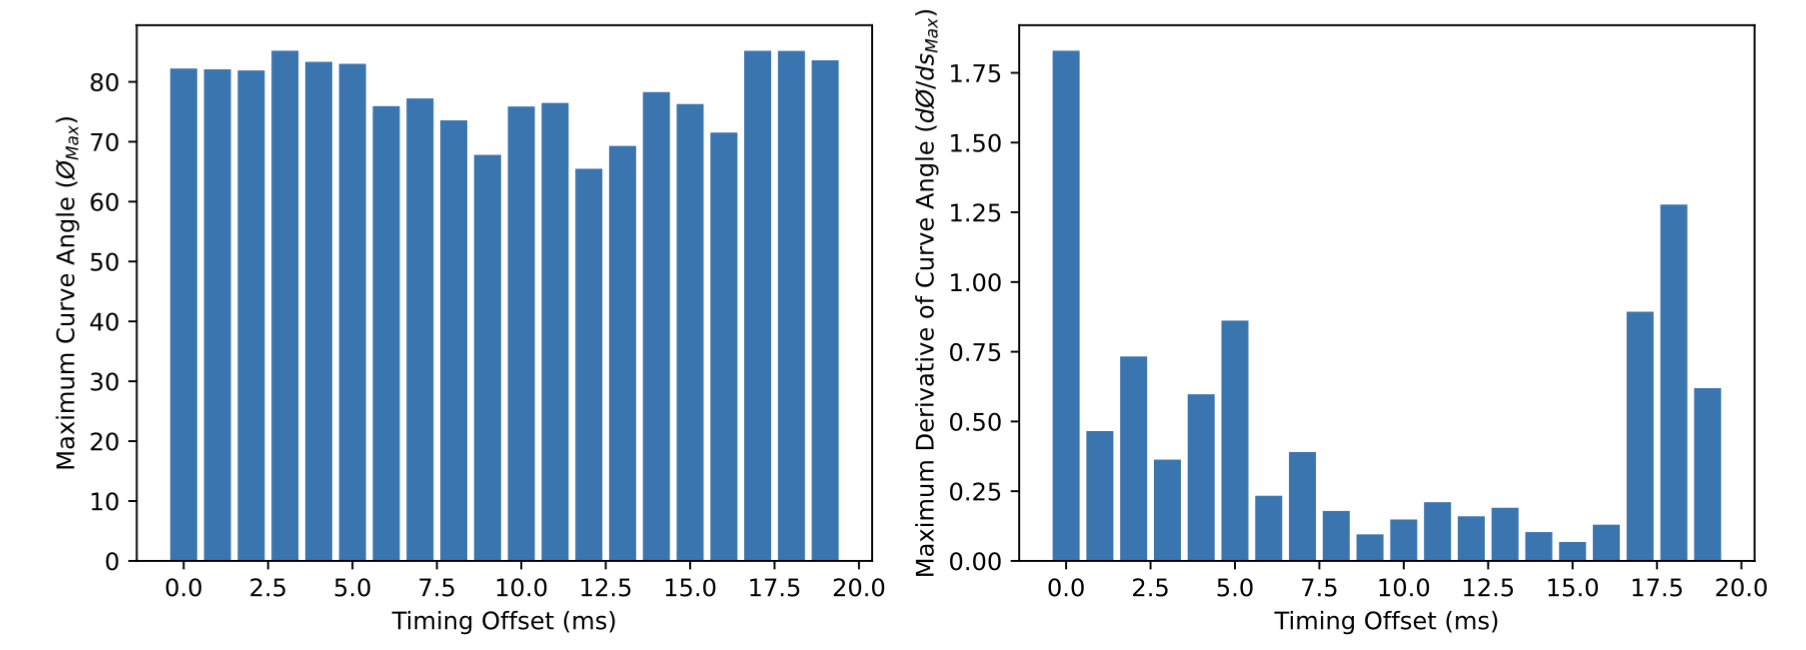 Maximum Curve Angle (Ø_Max)
80
70
60
50
40
30
20
10
0
0.0 2.5 5.0 7.5 10.0 12.5 15.0 17.5 20.0
Timing Offset (ms)
Maximum Derivative of Curve Angle (dØ/ds_Max)
1.75
1.50
1.25
1.00
0.75
0.50
0.25
0.00
0.0 2.5 5.0 7.5 10.0 12.5 15.0 17.5 20.0
Timing Offset (ms)